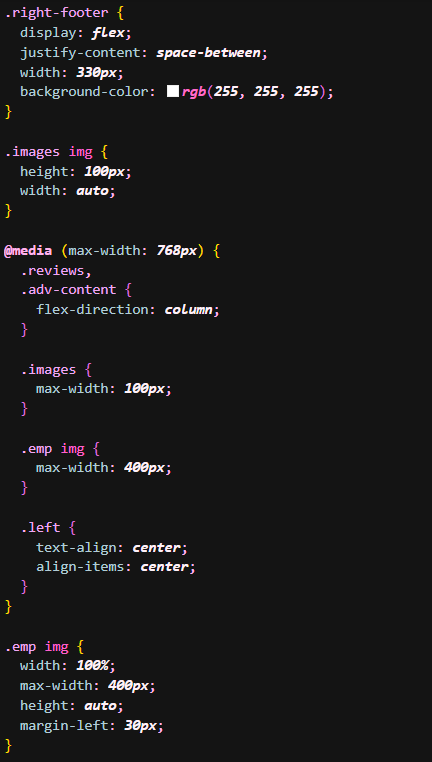 .right-footer {
  display: flex;
  justify-content: space-between;
  width: 330px;
  background-color: rgb(255, 255, 255);
}

.images img {
  height: 100px;
  width: auto;
}

@media (max-width: 768px) {
  .reviews,
  .adv-content {
    flex-direction: column;
  }

  .images {
    max-width: 100px;
  }

  .emp img {
    max-width: 400px;
  }

  .left {
    text-align: center;
    align-items: center;
  }
}

.emp img {
  width: 100%;
  max-width: 400px;
  height: auto;
  margin-left: 30px;
}